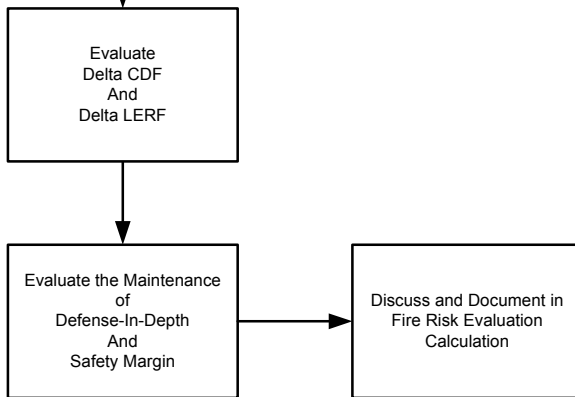 Evaluate
Delta CDF
And
Delta LERF
Evaluate the Maintenance
of
Defense-In-Depth
And
Safety Margin
Discuss and Document in
Fire Risk Evaluation
Calculation